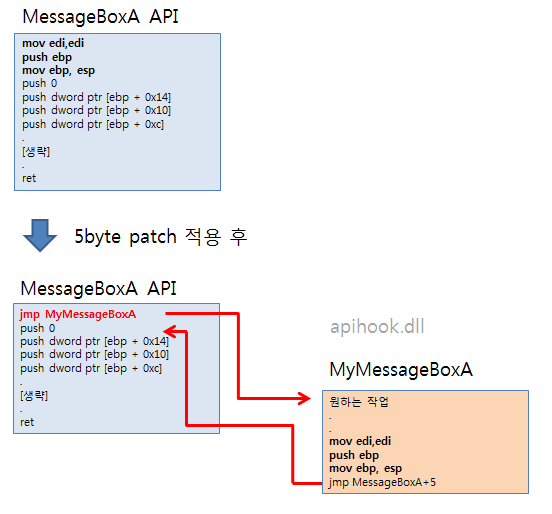 MessageBoxA API
mov edi,edi
push ebp
mov ebp, esp
push 0
push dword ptr [ebp + 0x14]
push dword ptr [ebp + 0x10]
push dword ptr [ebp + 0xc]
.
[생략]
.
ret
5byte patch 적용 후
MessageBoxA API
jmp MyMessageBoxA
push 0
push dword ptr [ebp + 0x14]
push dword ptr [ebp + 0x10]
push dword ptr [ebp + 0xc]
.
[생략]
.
ret
apihook.dll
MyMessageBoxA
원하는 작업
.
.
mov edi,edi
push ebp
mov ebp, esp
jmp MessageBoxA+5